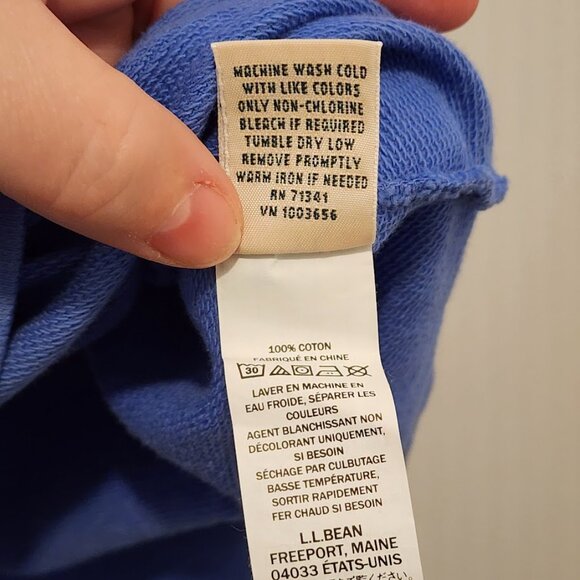 MACHINE WASH COLD
WITH LIKE COLORS
ONLY NON-CHLORINE
BLEACH IF REQUIRED
TUMBLE DRY LOW
REMOVE PROMPTLY
WARM IRON IF NEEDED
RN 71341
VN 1003656
100% COTON
FABRIQUÉ EN CHINE
30
LAVER EN MACHINE EN
EAU FROIDE, SÉPARER LES
COULEURS
AGENT BLANCHISSANT NON
DÉCOLORANT UNIQUEMENT,
SI BESOIN
SÉCHAGE PAR CULBUTAGE
BASSE TEMPÉRATURE,
SORTIR RAPIDEMENT
FER CHAUD SI BESOIN
L.L.BEAN
FREEPORT, MAINE
04033 ÉTATS-UNIS